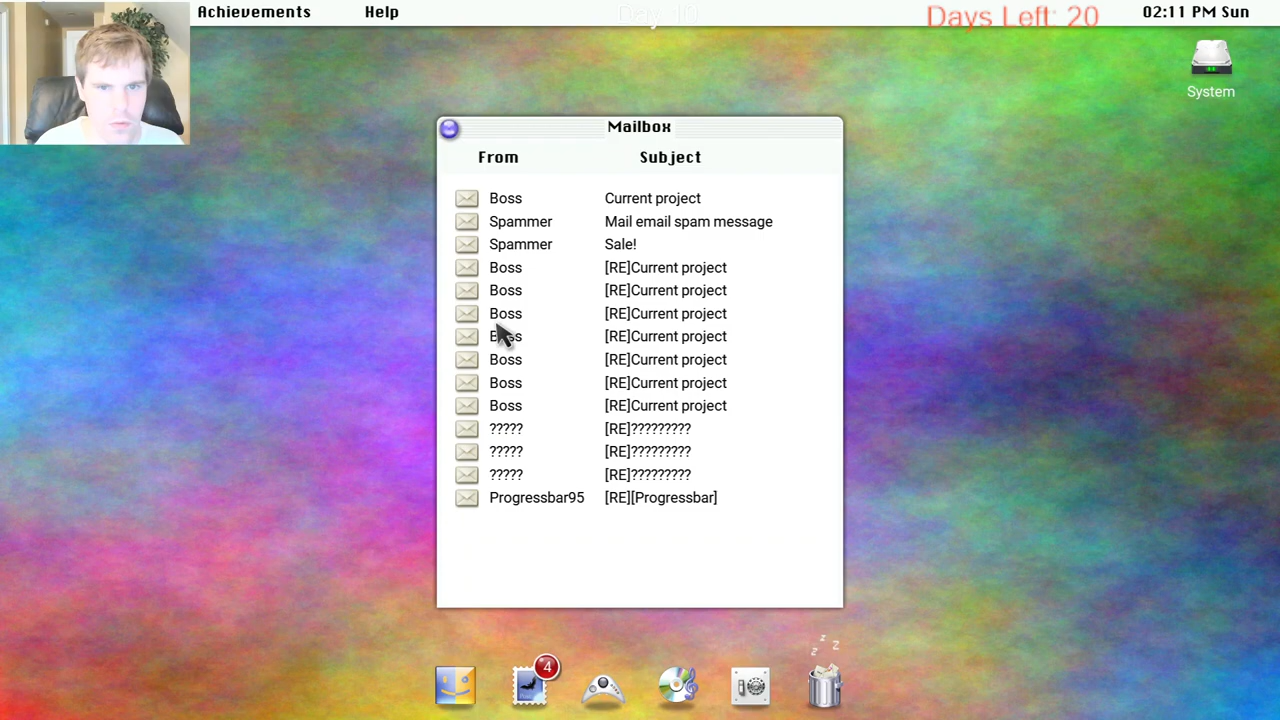 Achievements Help Day 10 Days Left: 20 02:11 PM Sun
System
Mailbox
From Subject
Boss Current project
Spammer Mail email spam message
Spammer Sale!
Boss [RE]Current project
Boss [RE]Current project
Boss [RE]Current project
Boss [RE]Current project
Boss [RE]Current project
Boss [RE]Current project
Boss [RE]Current project
????? [RE]?????????
????? [RE]?????????
????? [RE]?????????
Progressbar95 [RE][Progressbar]
4
z z z